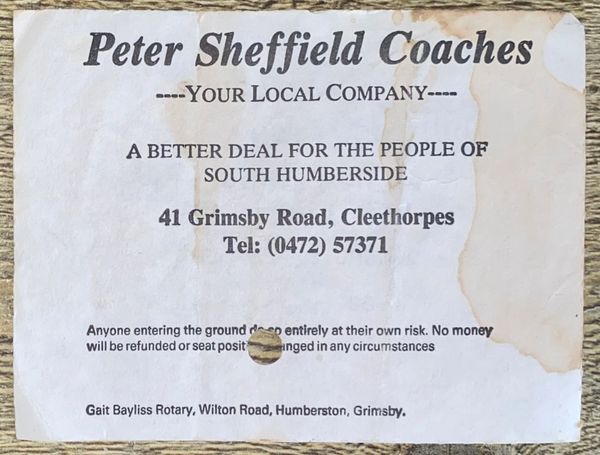 Peter Sheffield Coaches
----YOUR LOCAL COMPANY----
A BETTER DEAL FOR THE PEOPLE OF
SOUTH HUMBERSIDE
41 Grimsby Road, Cleethorpes
Tel: (0472) 57371
Anyone entering the ground do so entirely at their own risk. No money
will be refunded or seat in any circumstances
Gait Bayliss Rotary, Wilton Road, Humberston, Grimsby.